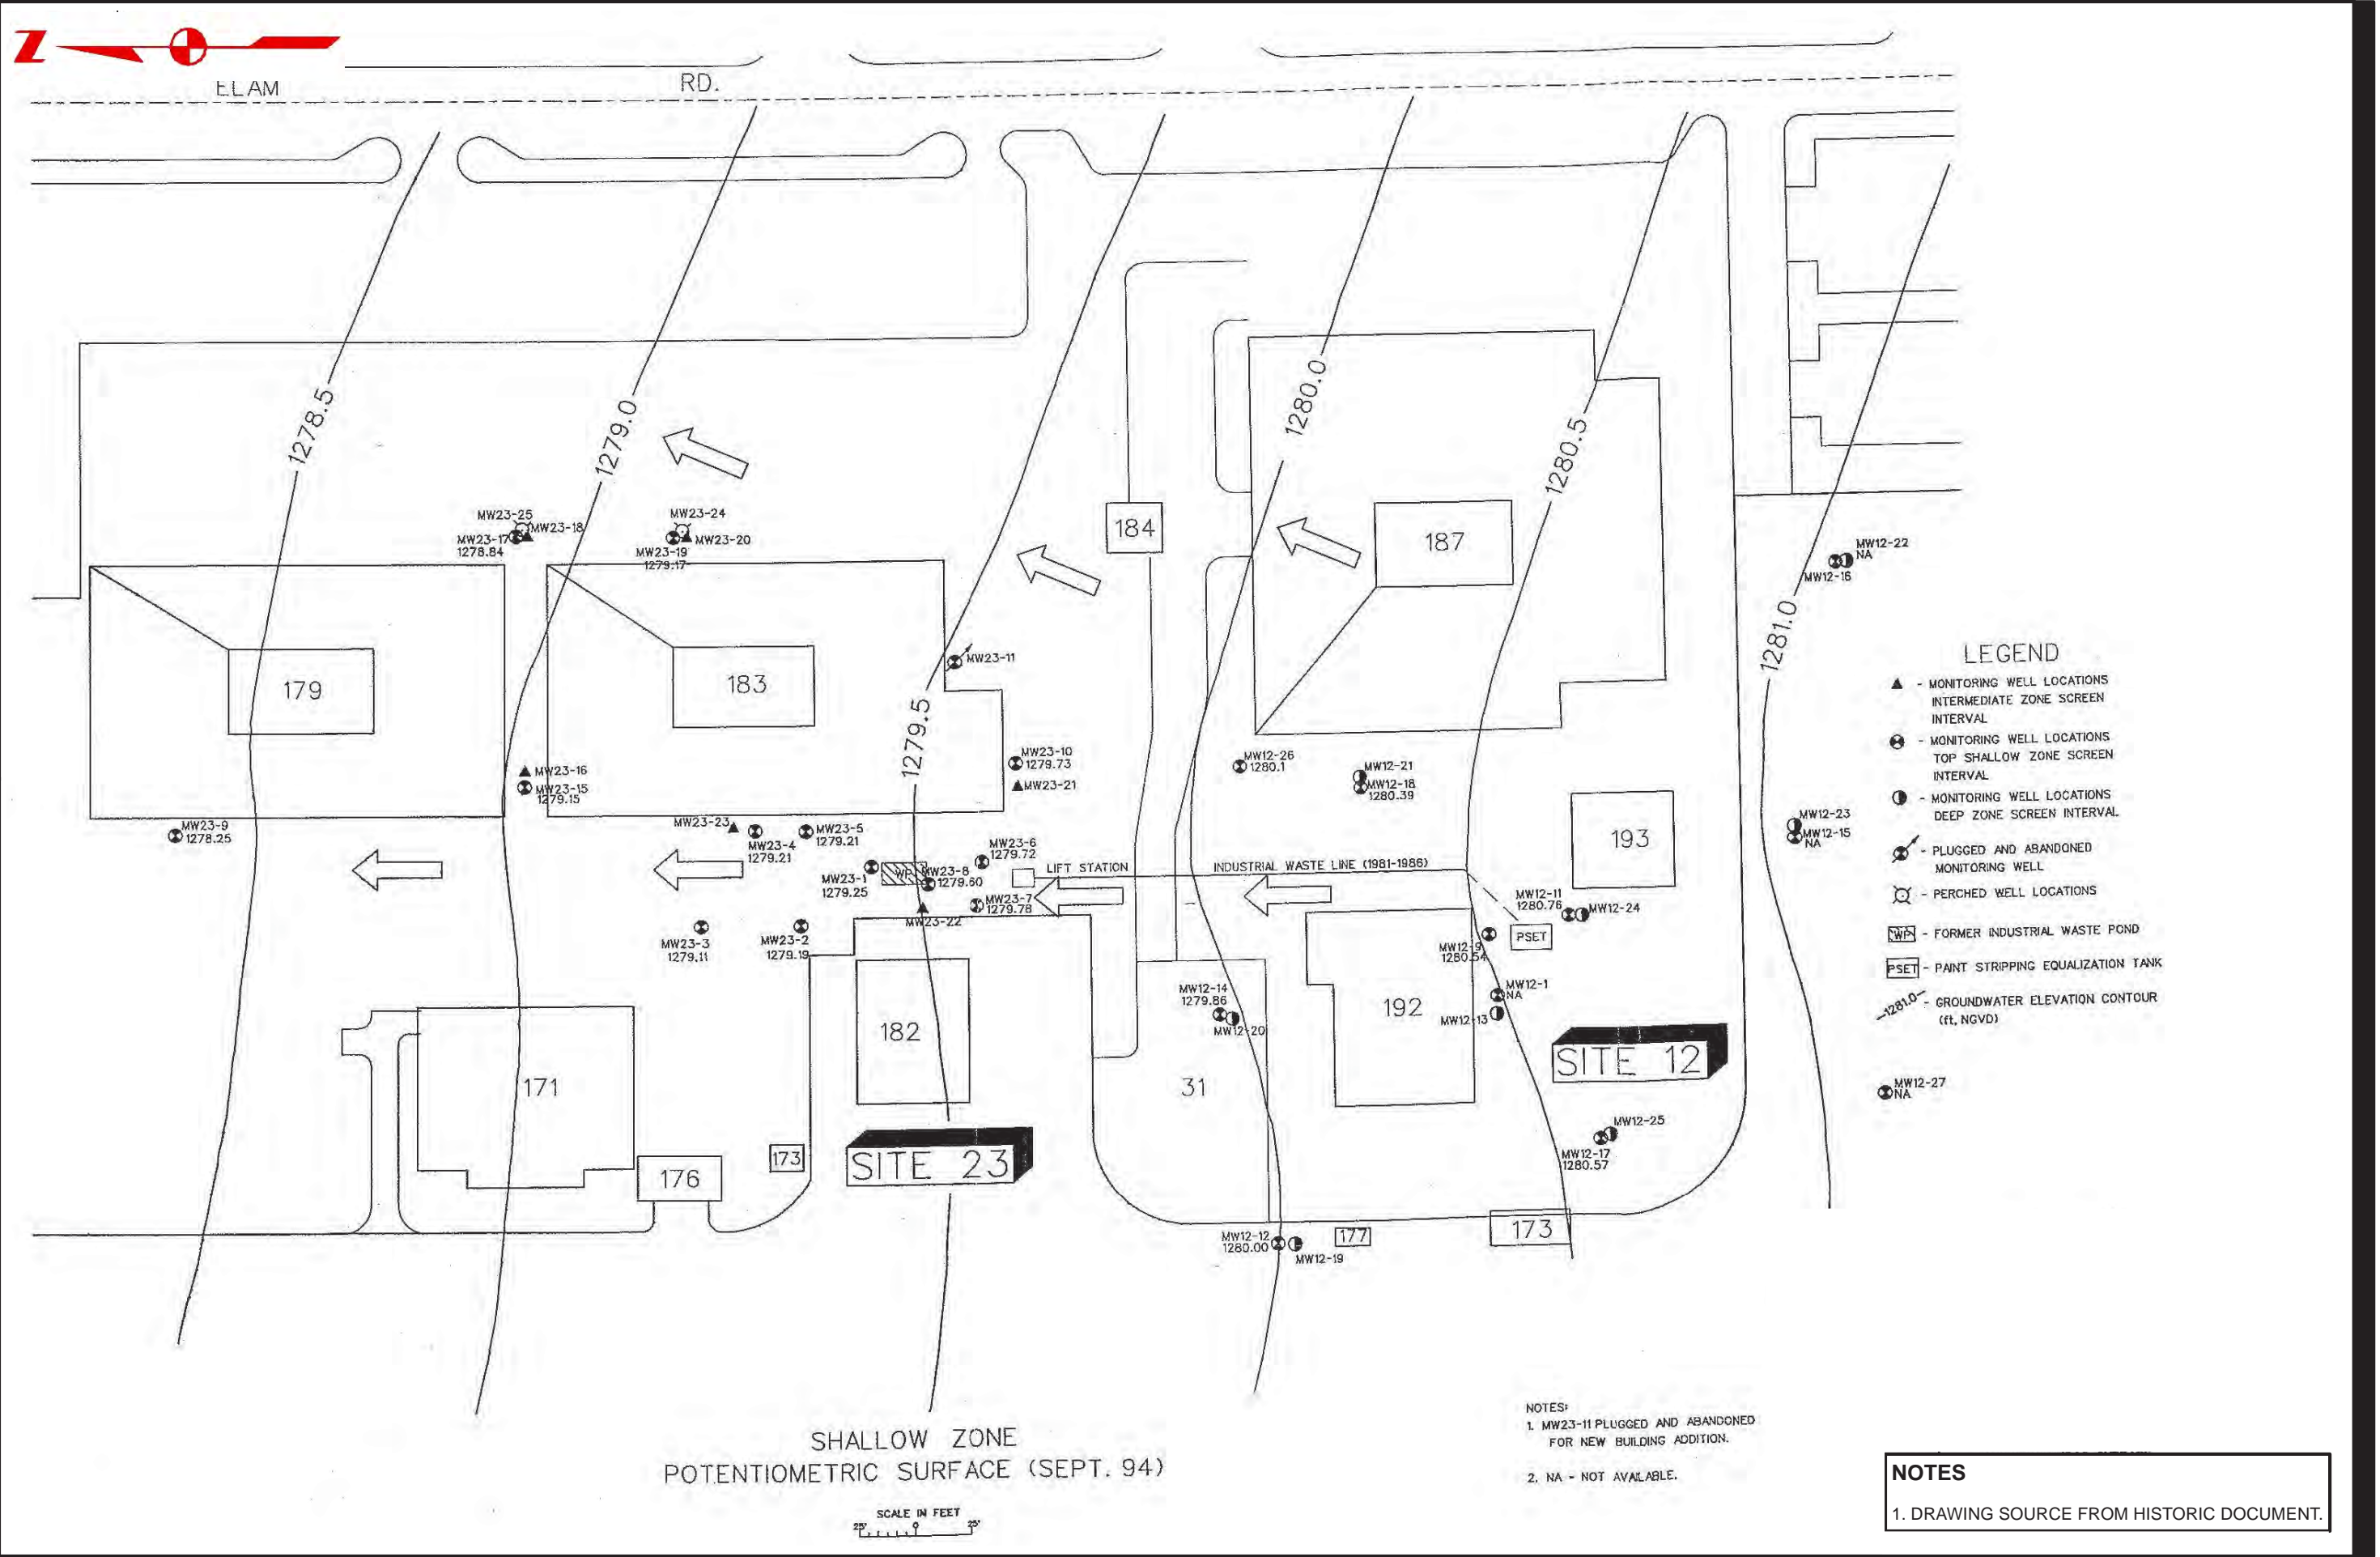 Z
ELAM
RD.
1278.5
1279.0
1280.0
1280.5
1281.0
1279.5
MW23-25
MW23-18
MW23-17
1278.84
MW23-24
MW23-20
MW23-19
1279.17
184
187
MW12-22
NA
MW12-16
MW23-11
179
183
MW23-16
MW23-15
1279.15
MW23-10
1279.73
MW23-21
MW12-26
1280.1
MW12-21
MW12-18
1280.39
193
MW12-23
MW12-15
NA
MW23-9
1278.25
MW23-23
MW23-4
1279.21
MW23-5
1279.21
MW23-6
1279.72
MW23-1
1279.25
WP
MW23-8
1279.60
MW23-7
1279.78
MW23-22
LIFT STATION
INDUSTRIAL WASTE LINE (1981-1986)
MW12-11
1280.76
MW12-24
MW23-3
1279.11
MW23-2
1279.19
MW12-9
1280.54
PSET
MW12-14
1279.86
MW12-20
192
MW12-1
NA
MW12-13
182
171
31
SITE 12
MW12-27
NA
173
176
SITE 23
MW12-25
MW12-17
1280.57
MW12-12
1280.00
MW12-19
177
173
LEGEND
- MONITORING WELL LOCATIONS
INTERMEDIATE ZONE SCREEN
INTERVAL
- MONITORING WELL LOCATIONS
TOP SHALLOW ZONE SCREEN
INTERVAL
- MONITORING WELL LOCATIONS
DEEP ZONE SCREEN INTERVAL
- PLUGGED AND ABANDONED
MONITORING WELL
- PERCHED WELL LOCATIONS
WP - FORMER INDUSTRIAL WASTE POND
PSET - PAINT STRIPPING EQUALIZATION TANK
-1281.0- - GROUNDWATER ELEVATION CONTOUR
(ft, NGVD)
SHALLOW ZONE
POTENTIOMETRIC SURFACE (SEPT. 94)
SCALE IN FEET
25' 0 25'
NOTES:
1. MW23-11 PLUGGED AND ABANDONED
FOR NEW BUILDING ADDITION.
2. NA - NOT AVAILABLE.
NOTES
1. DRAWING SOURCE FROM HISTORIC DOCUMENT.